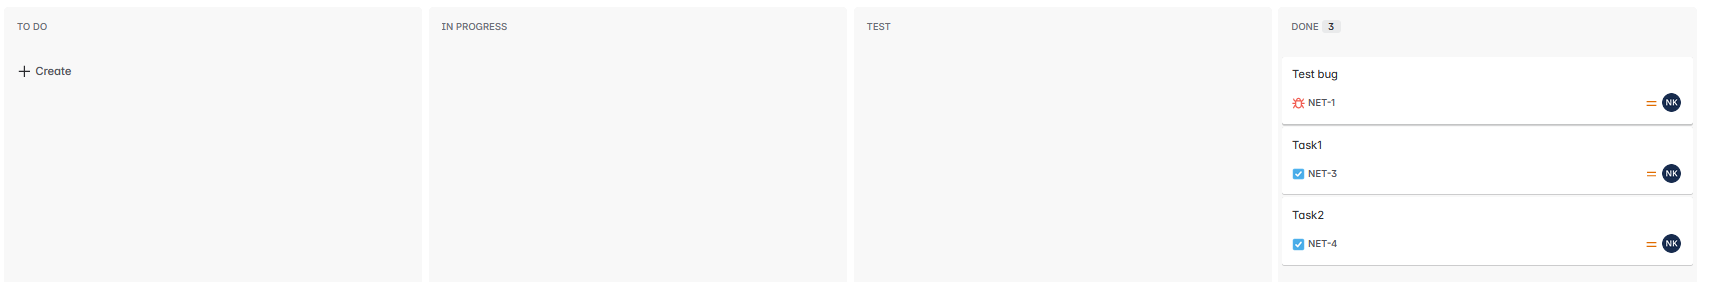 TO DO
Create
IN PROGRESS
TEST
DONE 3
Test bug
NET-1
NK
Task1
NET-3
NK
Task2
NET-4
NK